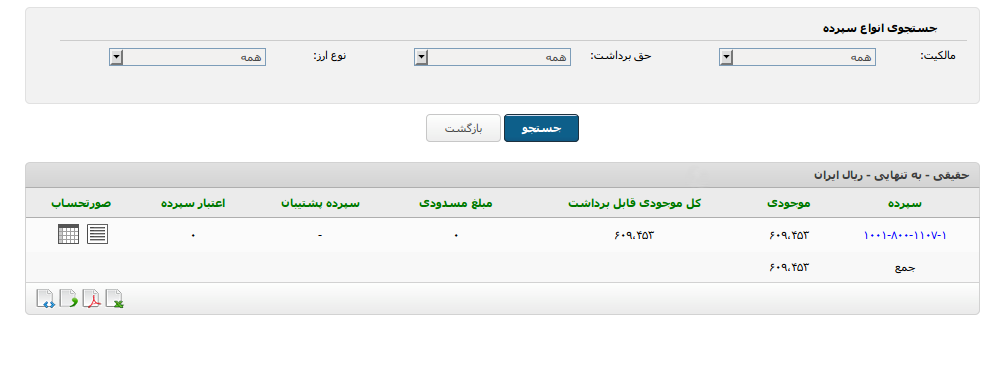 جستجوی انواع سپرده
مالکیت: همه حق برداشت: همه نوع ارز: همه
جستجو بازگشت
حقیقی - به تنهایی - ریال ایران
سپرده موجودی کل موجودی قابل برداشت مبلغ مسدودی سپرده پشتیبان اعتبار سپرده صورتحساب
۱۰۰۱-۸۰۰-۱۱۰۷-۱ ۶۰۹،۴۵۳ ۶۰۹،۴۵۳ ۰ - ۰
جمع ۶۰۹،۴۵۳